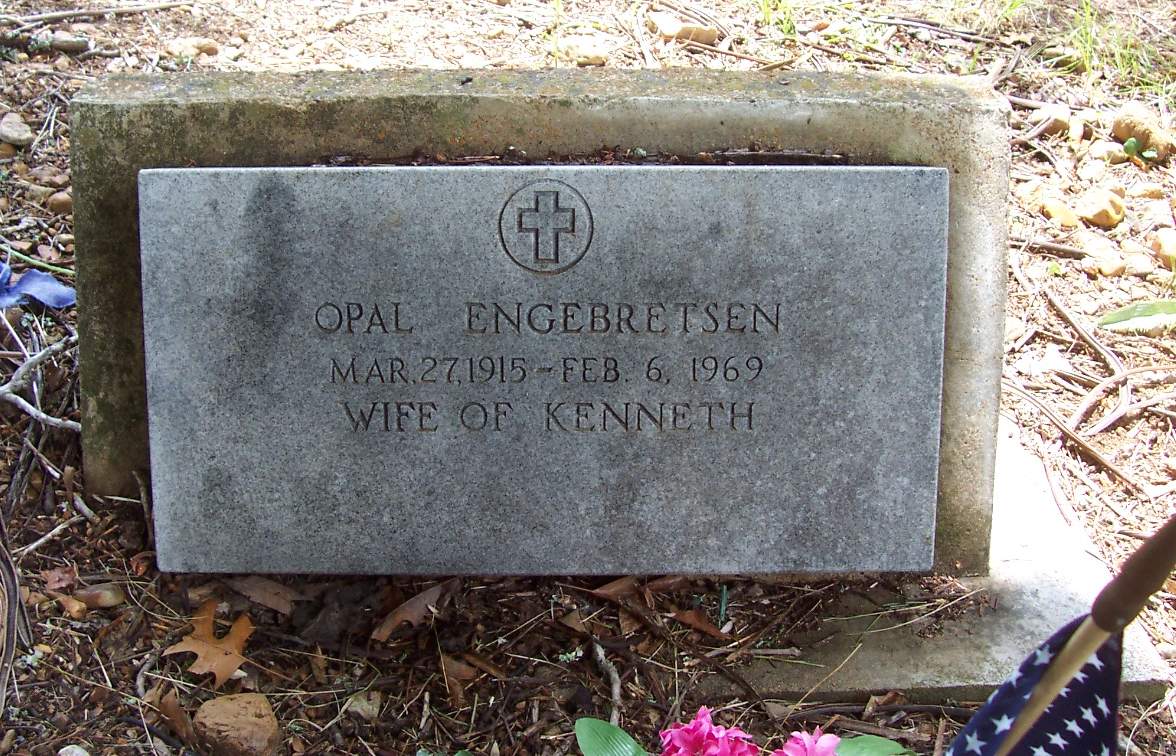 OPAL ENGEBRETSEN
MAR. 27, 1915 - FEB. 6, 1969
WIFE OF KENNETH